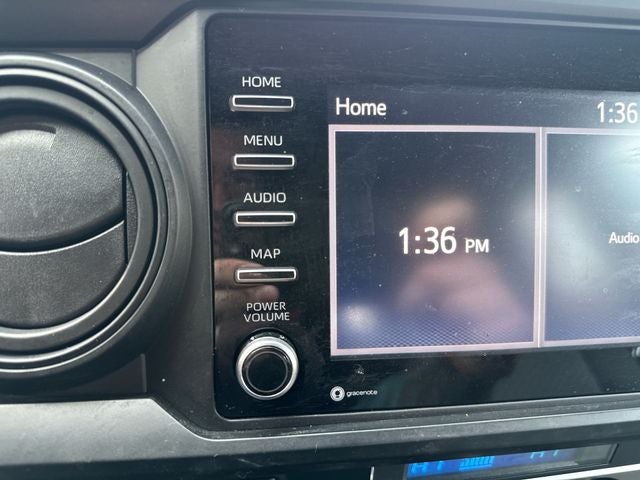 HOME
MENU
AUDIO
MAP
POWER
VOLUME
Home
1:36
1:36 PM
Audio
gracenote